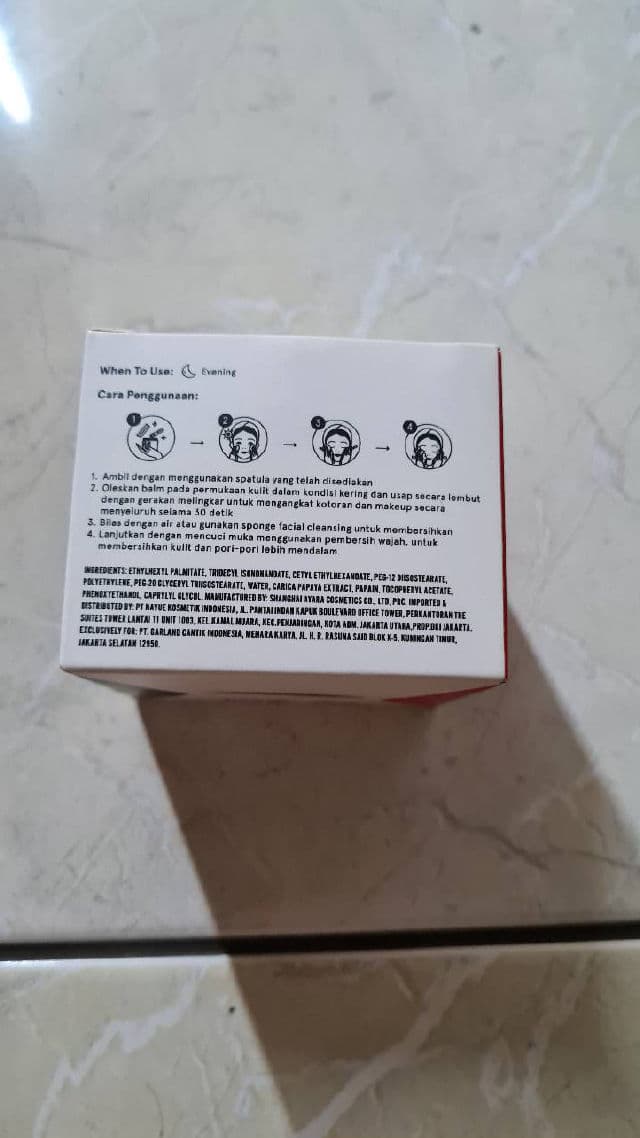 When To Use: Evening
Cara Penggunaan:
1 2 3 4
1. Ambil dengan menggunakan spatula yang telah disediakan
2. Oleskan balm pada permukaan kulit dalam kondisi kering dan usap secara lembut
dengan gerakan melingkar untuk mengangkat kotoran dan makeup secara
menyeluruh selama 30 detik
3. Bilas dengan air atau gunakan sponge facial cleansing untuk membersihkan
4. Lanjutkan dengan mencuci muka menggunakan pembersih wajah, untuk
membersihkan kulit dan pori-pori lebih mendalam
INGREDIENTS: ETHYLHEXYL PALMITATE, TRIDECYL ISONONANOATE, CETYL ETHYLHEXANOATE, PEG-12 DIISOSTEARATE,
POLYETHYLENE, PEG-20 GLYCERYL TRIISOSTEARATE, WATER, CARICA PAPAYA EXTRACT, PAPAIN, TOCOPHERYL ACETATE,
PHENOXYETHANOL, CAPRYLYL GLYCOL. MANUFACTURED BY: SHANGHAI AYARA COSMETICS CO., LTD, PRC. IMPORTED &
DISTRIBUTED BY: PT NAYUE KOSMETIK INDONESIA, JL. PANTAI INDAH KAPUK BOULEVARD OFFICE TOWER, PERKANTORAN THE
SUITES TOWER LANTAI 11 UNIT 1003, KEL. KAMAL MUARA, KEC. PENJARINGAN, KOTA ADM. JAKARTA UTARA, PROP. DKI JAKARTA.
EXCLUSIVELY FOR: PT. GARLAND CANTIK INDONESIA, MENARA KARYA, JL. H. R. RASUNA SAID BLOK X-5, KUNINGAN TIMUR,
JAKARTA SELATAN 12950.